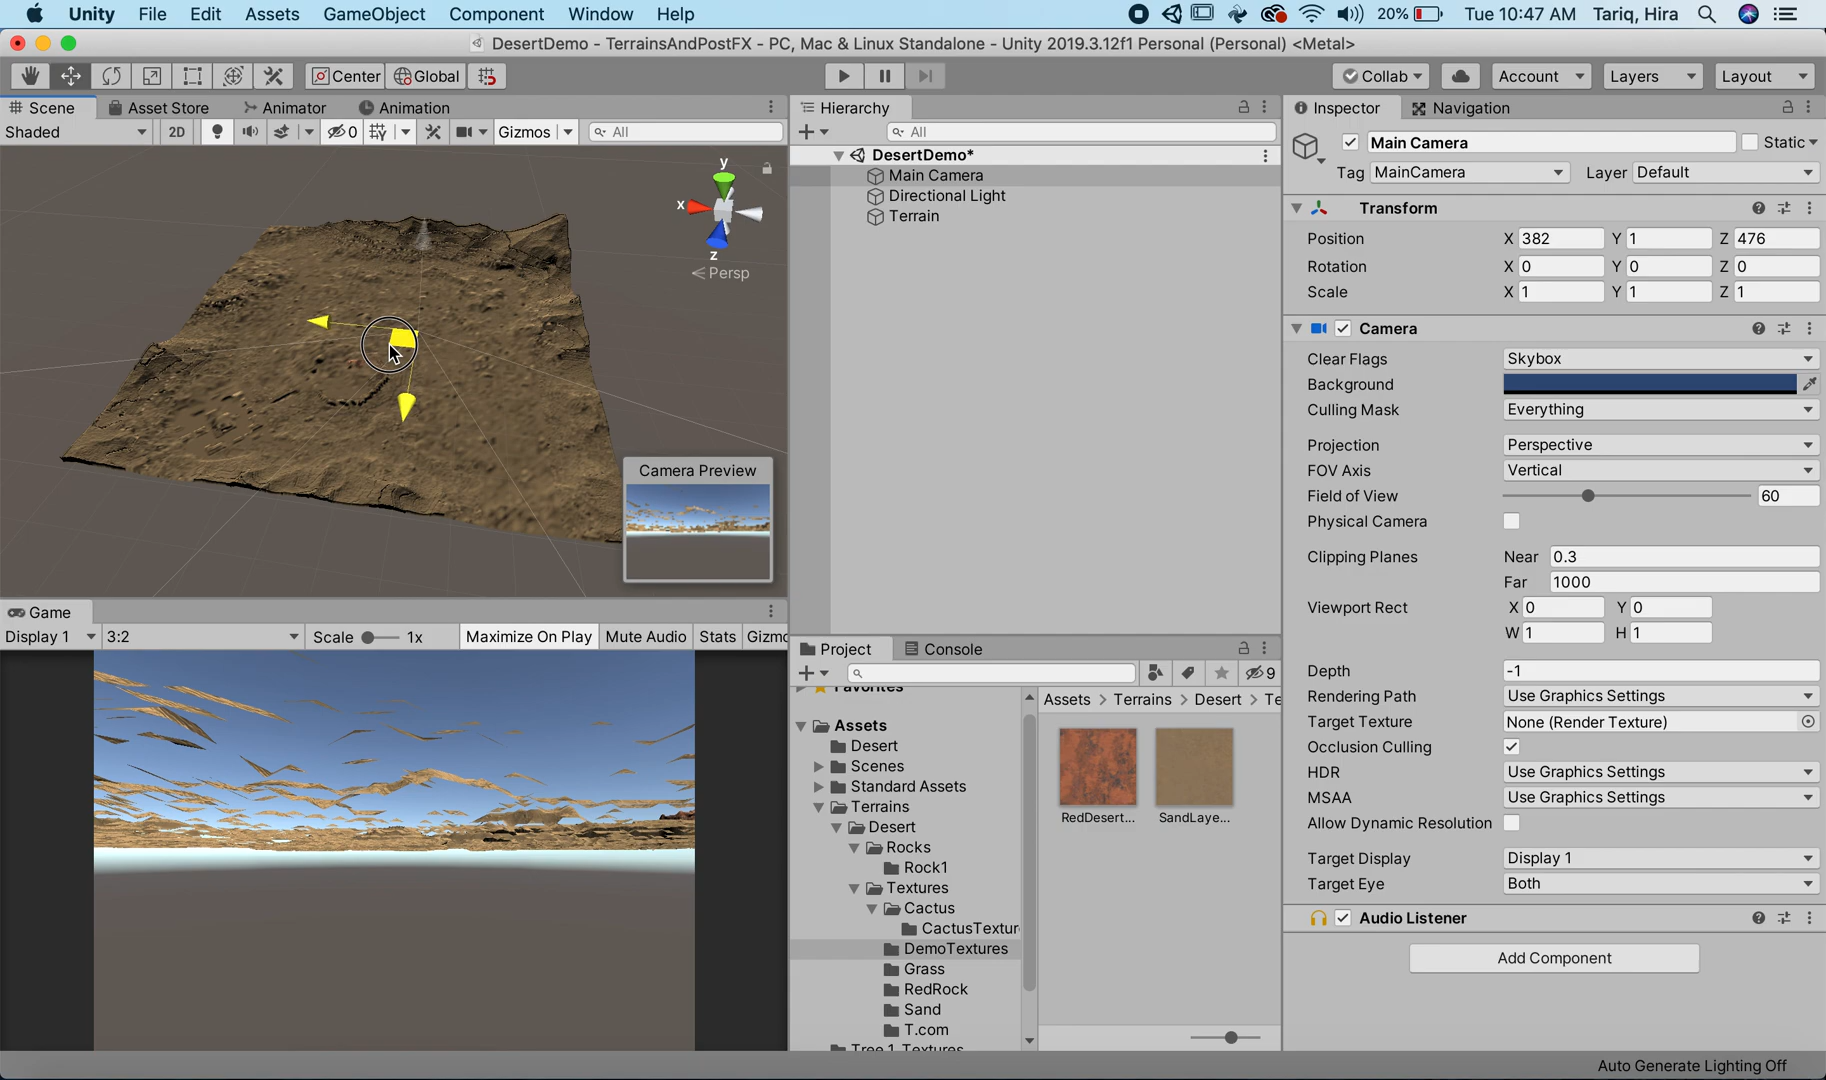 Unity File Edit Assets GameObject Component Window Help 20% Tue 10:47 AM Tariq, Hira
DesertDemo - TerrainsAndPostFX - PC, Mac & Linux Standalone - Unity 2019.3.12f1 Personal (Personal) <Metal>
Center Global Collab Account Layers Layout
Scene Asset Store Animator Animation
Shaded 2D 0 Gizmos All
y
x
z
Persp
Camera Preview
Game
Display 1 3:2 Scale 1x Maximize On Play Mute Audio Stats
Hierarchy
All
DesertDemo*
Main Camera
Directional Light
Terrain
Project Console
9
Favorites
Assets
Desert
Scenes
Standard Assets
Terrains
Desert
Rocks
Rock1
Textures
Cactus
CactusTextur
DemoTextures
Grass
RedRock
Sand
T.com
Tree 1 Textures
Assets > Terrains > Desert > Te
RedDesert... SandLaye...
Inspector Navigation
Main Camera Static
Tag MainCamera Layer Default
Transform
Position X 382 Y 1 Z 476
Rotation X 0 Y 0 Z 0
Scale X 1 Y 1 Z 1
Camera
Clear Flags Skybox
Background
Culling Mask Everything
Projection Perspective
FOV Axis Vertical
Field of View 60
Physical Camera
Clipping Planes Near 0.3
Far 1000
Viewport Rect X 0 Y 0
W 1 H 1
Depth -1
Rendering Path Use Graphics Settings
Target Texture None (Render Texture)
Occlusion Culling
HDR Use Graphics Settings
MSAA Use Graphics Settings
Allow Dynamic Resolution
Target Display Display 1
Target Eye Both
Audio Listener
Add Component
Auto Generate Lighting Off